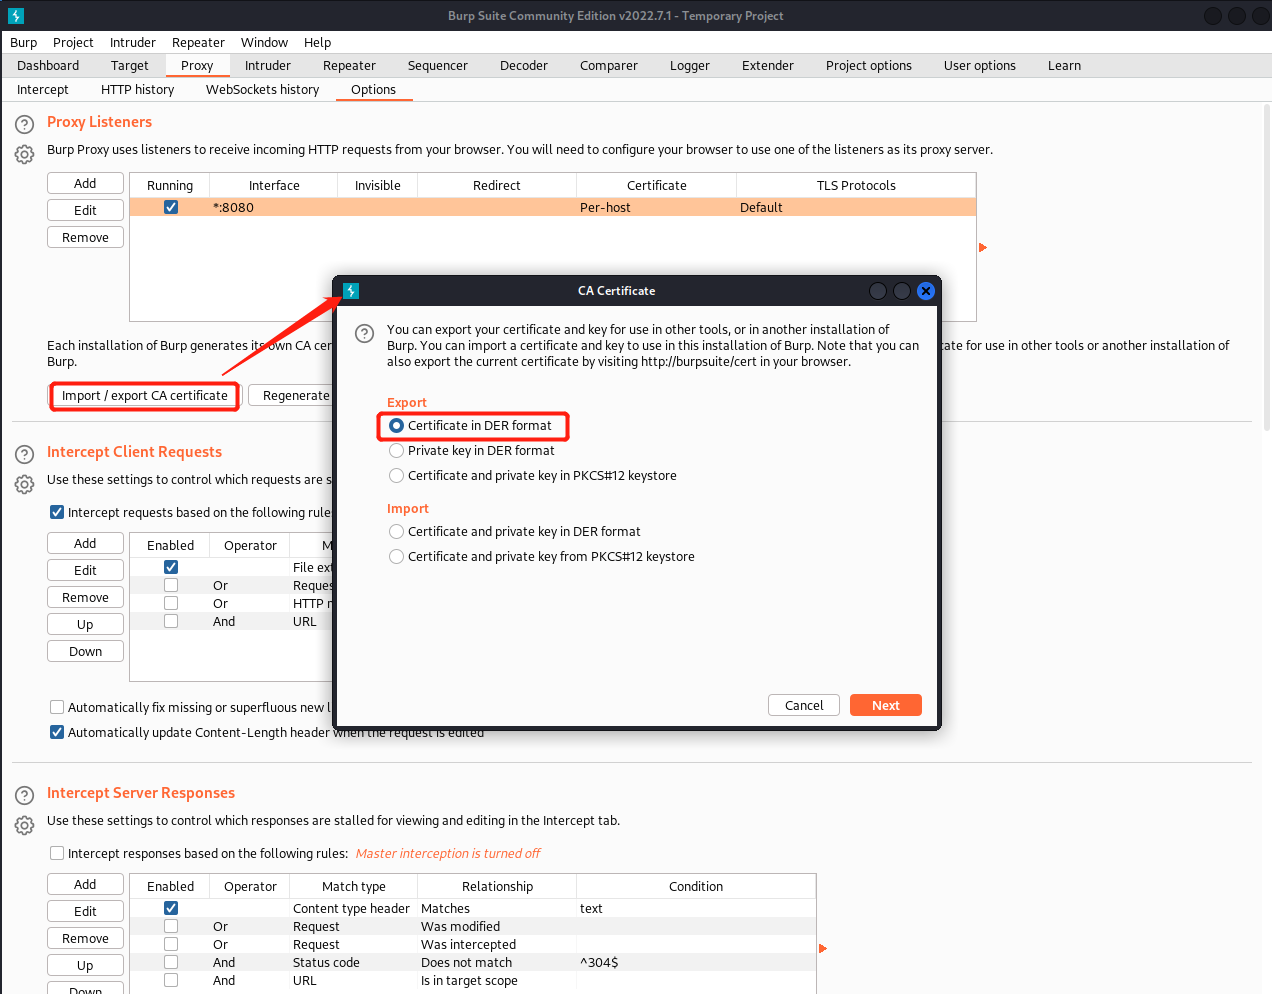 Burp Suite Community Edition v2022.7.1 - Temporary Project
Burp Project Intruder Repeater Window Help
Dashboard Target Proxy Intruder Repeater Sequencer Decoder Comparer Logger Extender Project options User options Learn
Intercept HTTP history WebSockets history Options
Proxy Listeners
Burp Proxy uses listeners to receive incoming HTTP requests from your browser. You will need to configure your browser to use one of the listeners as its proxy server.
Add
Edit
Remove
Running Interface Invisible Redirect Certificate TLS Protocols
*:8080 Per-host Default
Each installation of Burp generates its own CA cer
cate for use in other tools or another installation of
Burp.
Import / export CA certificate Regenerate
CA Certificate
You can export your certificate and key for use in other tools, or in another installation of
Burp. You can import a certificate and key to use in this installation of Burp. Note that you can
also export the current certificate by visiting http://burpsuite/cert in your browser.
Export
Certificate in DER format
Private key in DER format
Certificate and private key in PKCS#12 keystore
Import
Certificate and private key in DER format
Certificate and private key from PKCS#12 keystore
Cancel Next
Intercept Client Requests
Use these settings to control which requests are s
Intercept requests based on the following rule
Add
Edit
Remove
Up
Down
Enabled Operator M
File ext
Or Reques
Or HTTP m
And URL
Automatically fix missing or superfluous new l
Automatically update Content-Length header when the request is edited
Intercept Server Responses
Use these settings to control which responses are stalled for viewing and editing in the Intercept tab.
Intercept responses based on the following rules: Master interception is turned off
Add
Edit
Remove
Up
Down
Enabled Operator Match type Relationship Condition
Content type header Matches text
Or Request Was modified
Or Request Was intercepted
And Status code Does not match ^304$
And URL Is in target scope